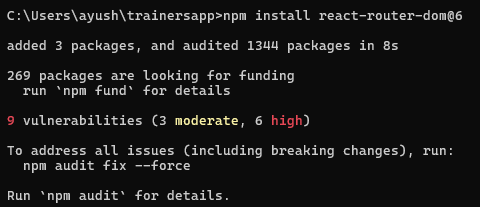 C:\Users\ayush\trainersapp>npm install react-router-dom@6
added 3 packages, and audited 1344 packages in 8s
269 packages are looking for funding
  run `npm fund` for details
9 vulnerabilities (3 moderate, 6 high)
To address all issues (including breaking changes), run:
  npm audit fix --force
Run `npm audit` for details.